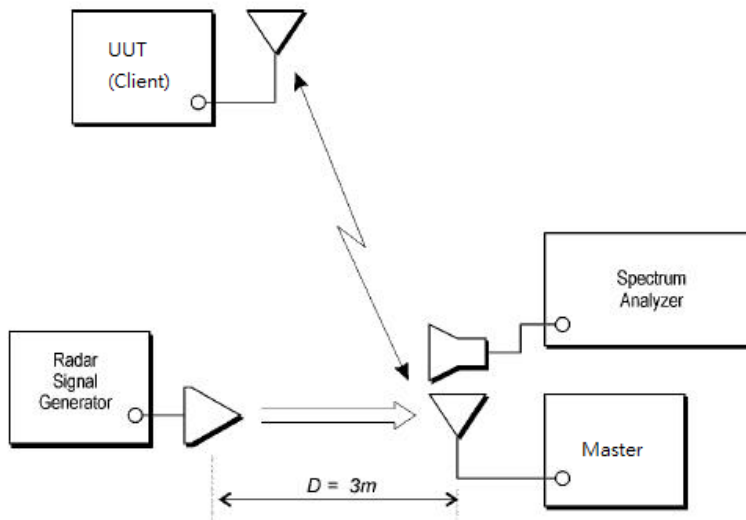 UUT
(Client)
Spectrum
Analyzer
Radar
Signal
Generator
Master
D = 3m